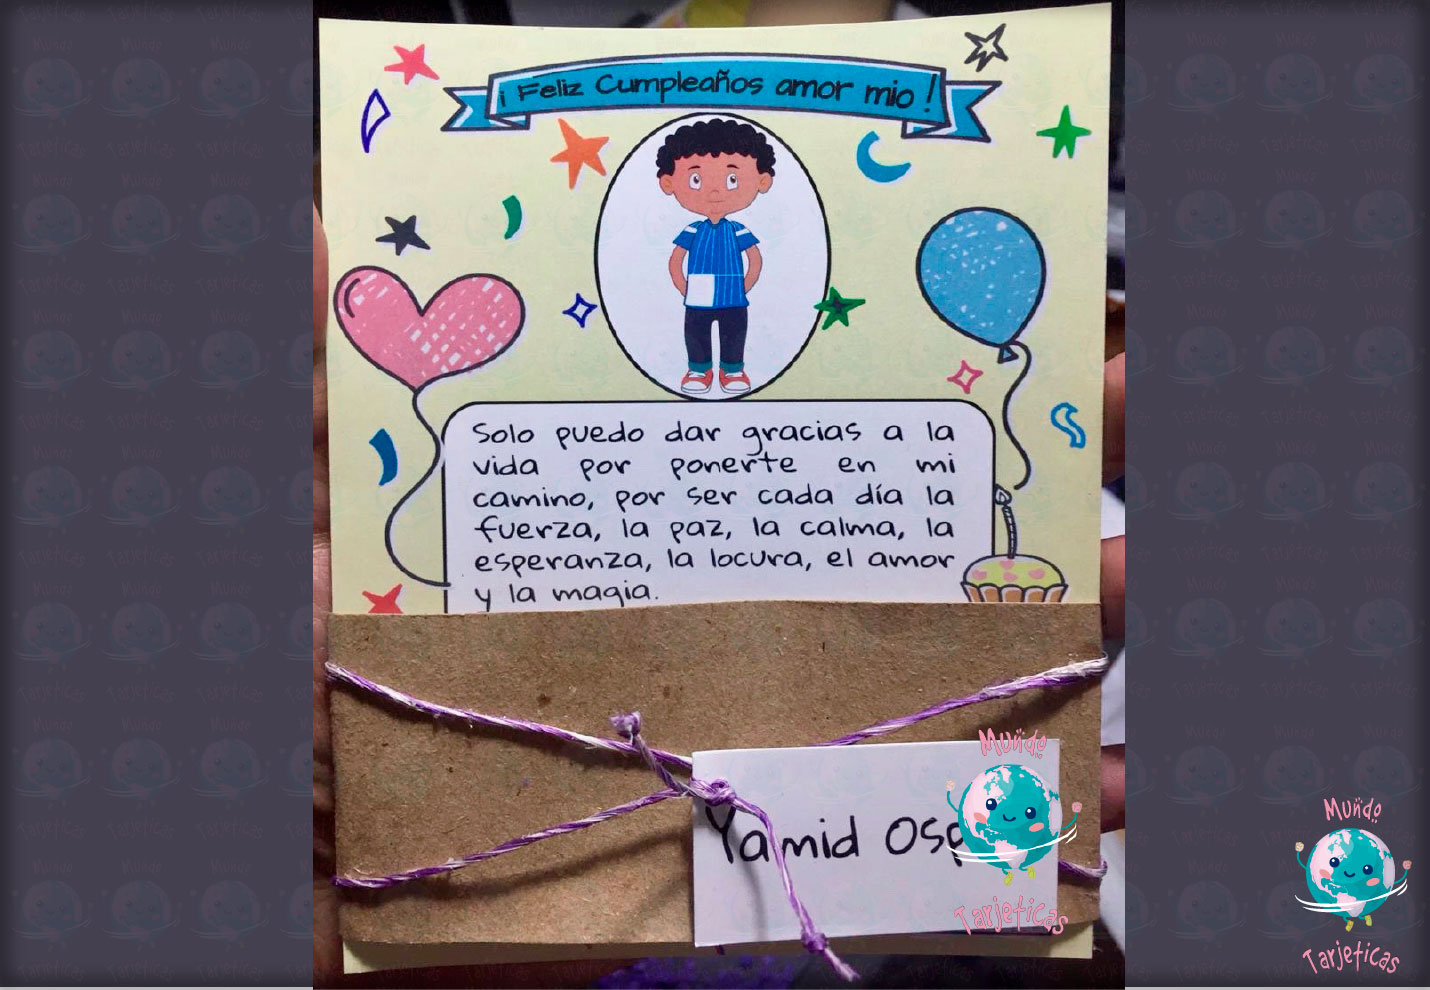 ¡ Feliz Cumpleaños amor mio !
Solo puedo dar gracias a la
vida por ponerte en mi
camino, por ser cada día la
fuerza, la paz, la calma, la
esperanza, la locura, el amor
y la magia.
Yamid
Mundo
Tarjeticas
Mundo
Tarjeticas